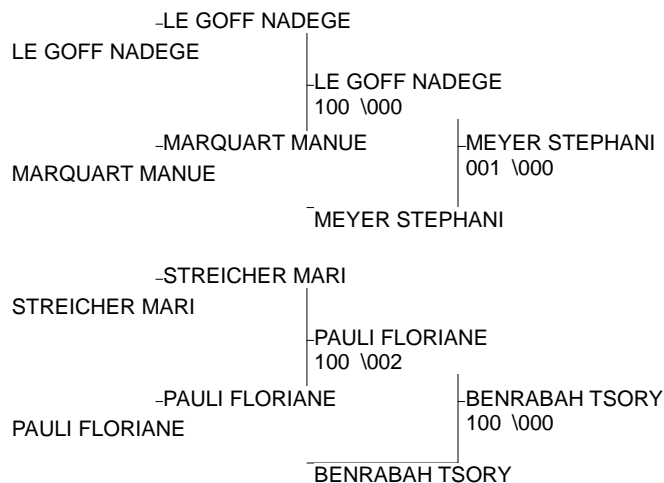 LE GOFF NADEGE
LE GOFF NADEGE
LE GOFF NADEGE
100 \000
MARQUART MANUE
MEYER STEPHANI
MARQUART MANUE
001 \000
MEYER STEPHANI
STREICHER MARI
STREICHER MARI
PAULI FLORIANE
100 \002
PAULI FLORIANE
BENRABAH TSORY
PAULI FLORIANE
100 \000
BENRABAH TSORY